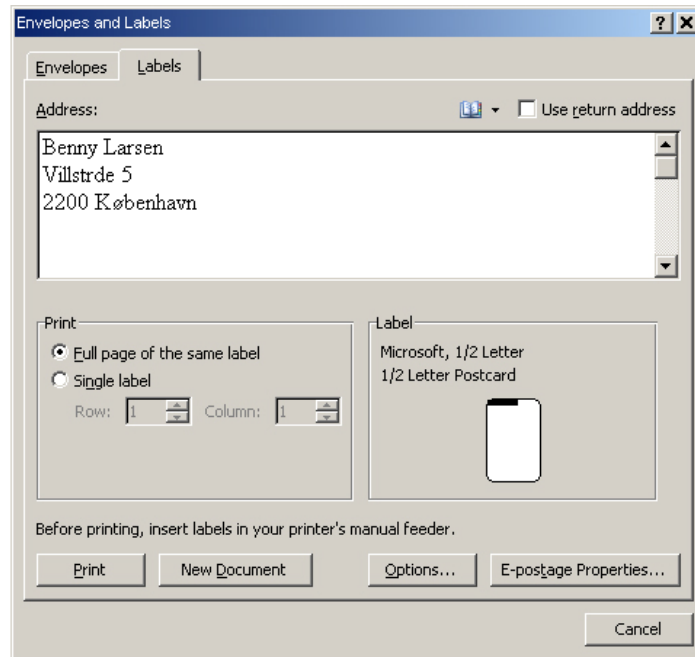 Envelopes and Labels
Envelopes Labels
Address: Use return address
Benny Larsen
Villstrde 5
2200 København
Print
Full page of the same label
Single label
Row: 1 Column: 1
Label
Microsoft, 1/2 Letter
1/2 Letter Postcard
Before printing, insert labels in your printer's manual feeder.
Print New Document Options... E-postage Properties...
Cancel